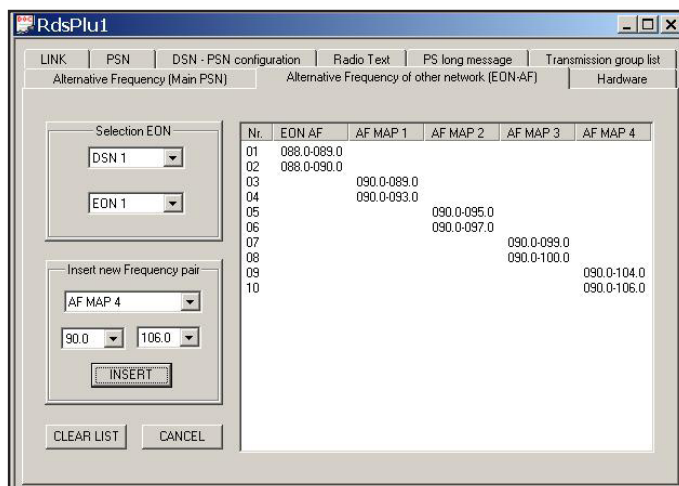 RdsPlu1
LINK PSN DSN - PSN configuration Radio Text PS long message Transmission group list
Alternative Frequency (Main PSN) Alternative Frequency of other network (EON-AF) Hardware
Selection EON
DSN 1
EON 1
Insert new Frequency pair
AF MAP 4
90.0 106.0
INSERT
CLEAR LIST CANCEL
Nr. EON AF AF MAP 1 AF MAP 2 AF MAP 3 AF MAP 4
01 088.0-089.0
02 088.0-090.0
03 090.0-089.0
04 090.0-093.0
05 090.0-095.0
06 090.0-097.0
07 090.0-099.0
08 090.0-100.0
09 090.0-104.0
10 090.0-106.0